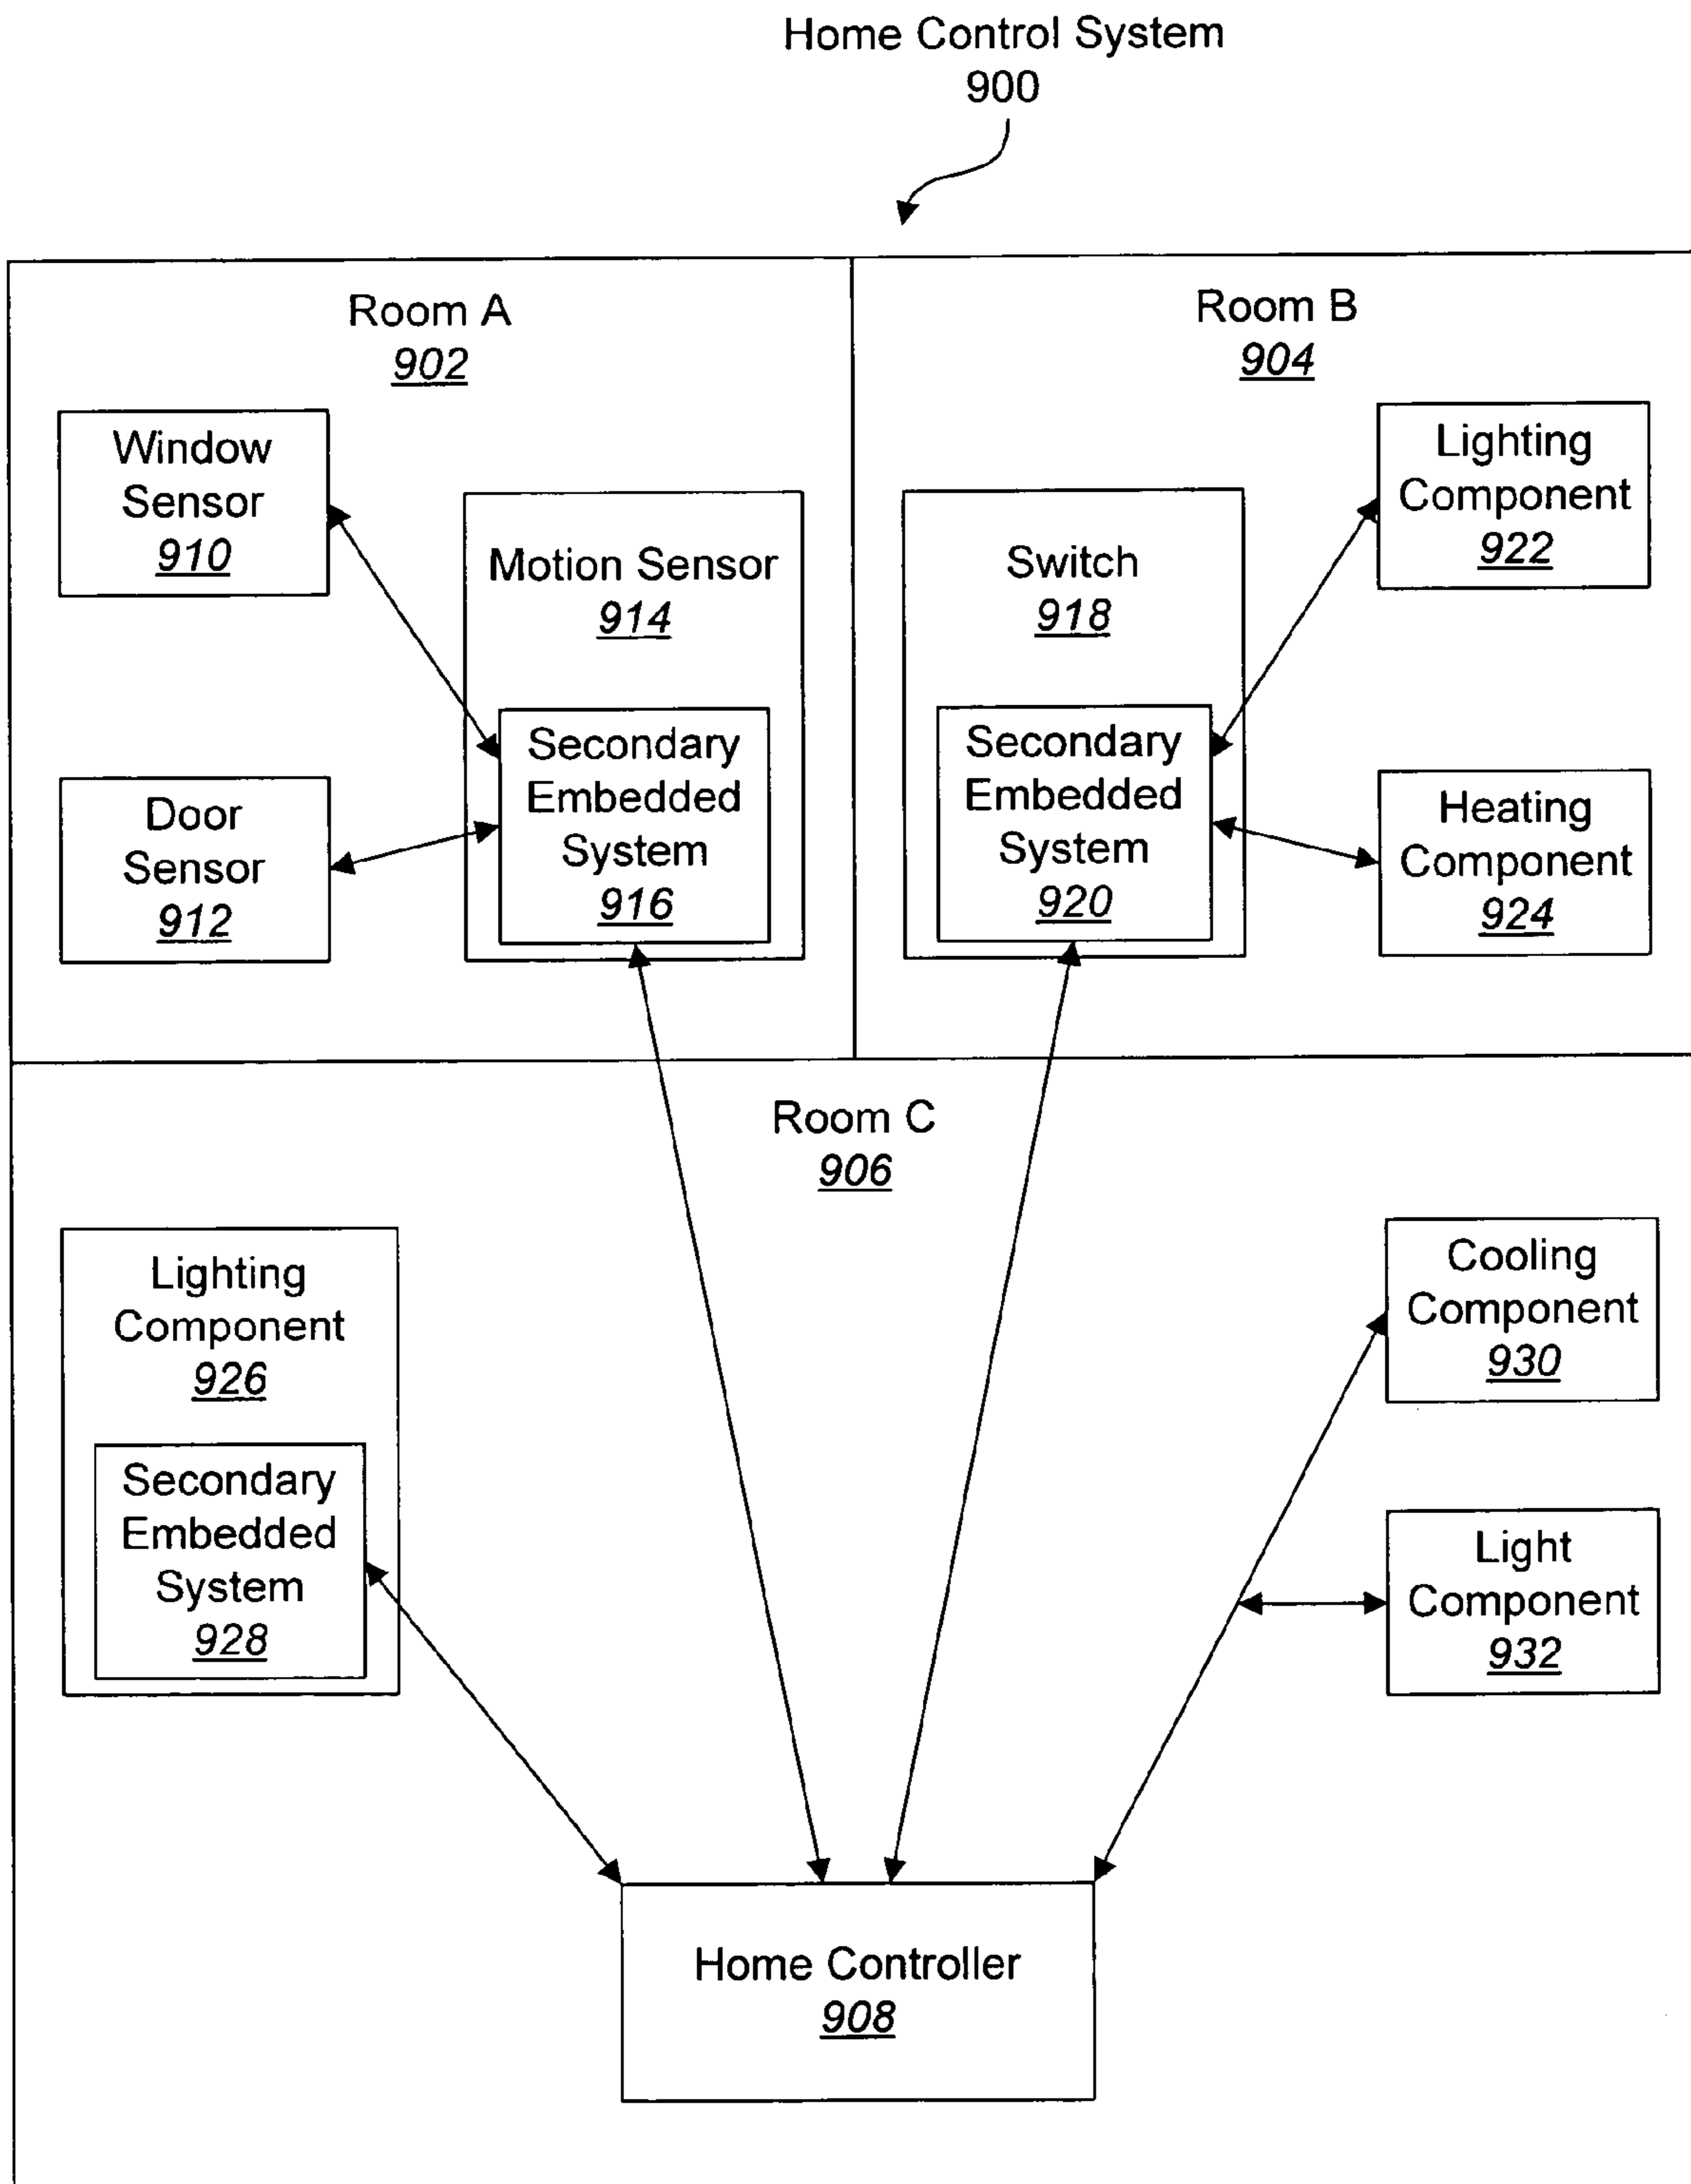 Home Control System
900
Room A
902
Window
Sensor
910
Motion Sensor
914
Secondary
Embedded
System
916
Door
Sensor
912
Room B
904
Switch
918
Secondary
Embedded
System
920
Lighting
Component
922
Heating
Component
924
Room C
906
Lighting
Component
926
Secondary
Embedded
System
928
Cooling
Component
930
Light
Component
932
Home Controller
908